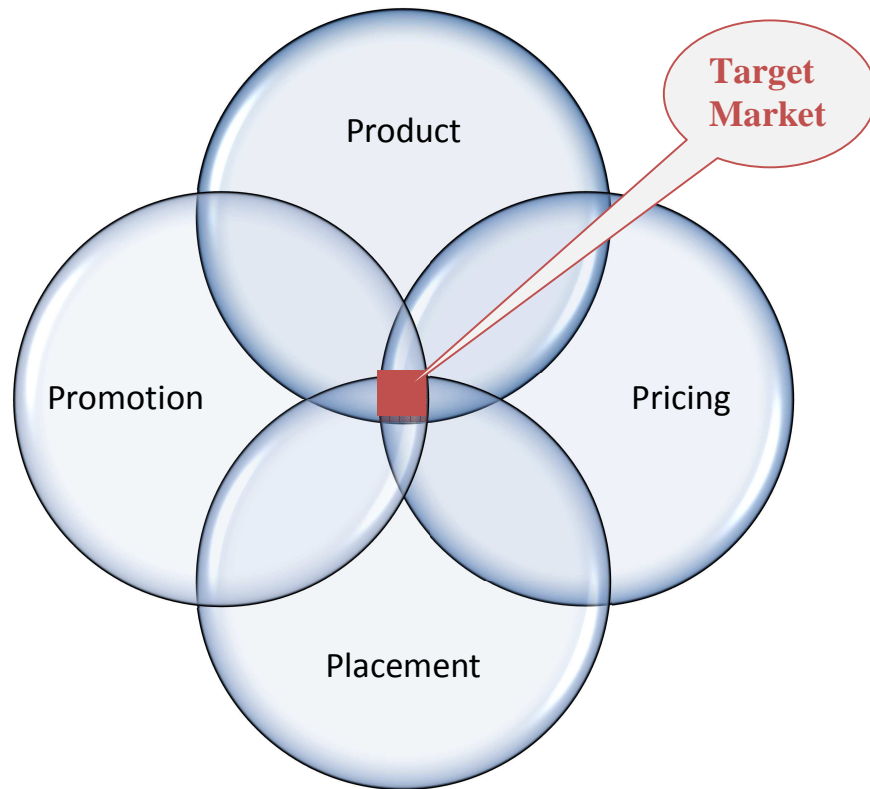 Target
Market
Product
Promotion
Pricing
Placement